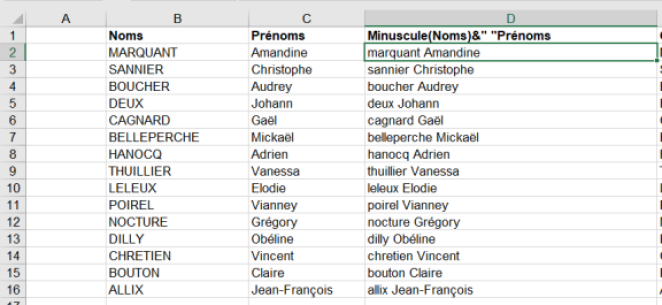 A B C D
1 Noms Prénoms Minuscule(Noms)&" "Prénoms
2 MARQUANT Amandine marquant Amandine
3 SANNIER Christophe sannier Christophe
4 BOUCHER Audrey boucher Audrey
5 DEUX Johann deux Johann
6 CAGNARD Gaël cagnard Gaël
7 BELLEPERCHE Mickaël belleperche Mickaël
8 HANOCQ Adrien hanocq Adrien
9 THUILLIER Vanessa thuillier Vanessa
10 LELEUX Elodie leleux Elodie
11 POIREL Vianney poirel Vianney
12 NOCTURE Grégory nocture Grégory
13 DILLY Obéline dilly Obéline
14 CHRETIEN Vincent chretien Vincent
15 BOUTON Claire bouton Claire
16 ALLIX Jean-François allix Jean-François